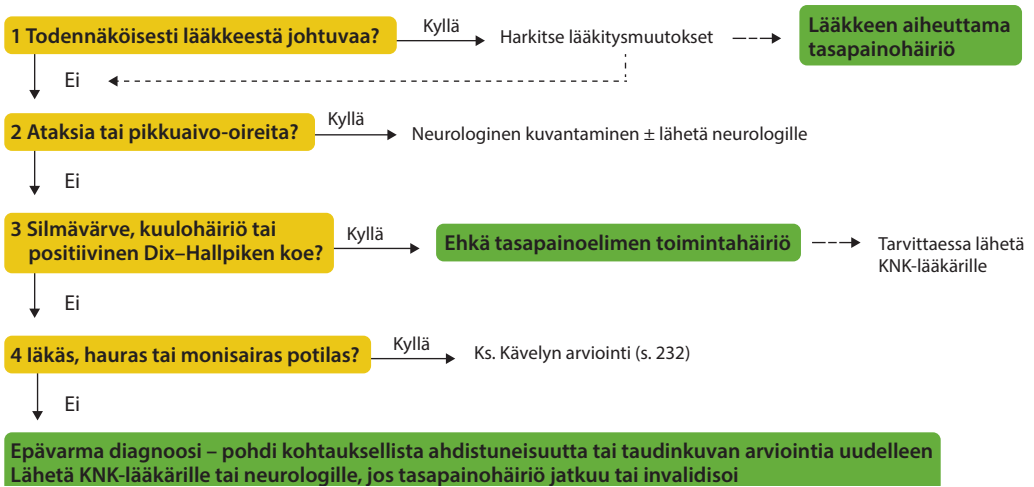 1 Todennäköisesti lääkkeestä johtuvaa?
Kyllä
Harkitse lääkitysmuutokset
Lääkkeen aiheuttama
tasapainohäiriö
Ei
2 Ataksia tai pikkuaivo-oireita?
Kyllä
Neurologinen kuvantaminen ± lähetä neurologille
Ei
3 Silmävärve, kuulohäiriö tai
positiivinen Dix–Hallpiken koe?
Kyllä
Ehkä tasapainoelimen toimintahäiriö
Tarvittaessa lähetä
KNK-lääkärille
Ei
4 Iäkäs, hauras tai monisairas potilas?
Kyllä
Ks. Kävelyn arviointi (s. 232)
Ei
Epävarma diagnoosi – pohdi kohtauksellista ahdistuneisuutta tai taudinkuvan arviointia uudelleen
Lähetä KNK-lääkärille tai neurologille, jos tasapainohäiriö jatkuu tai invalidisoi